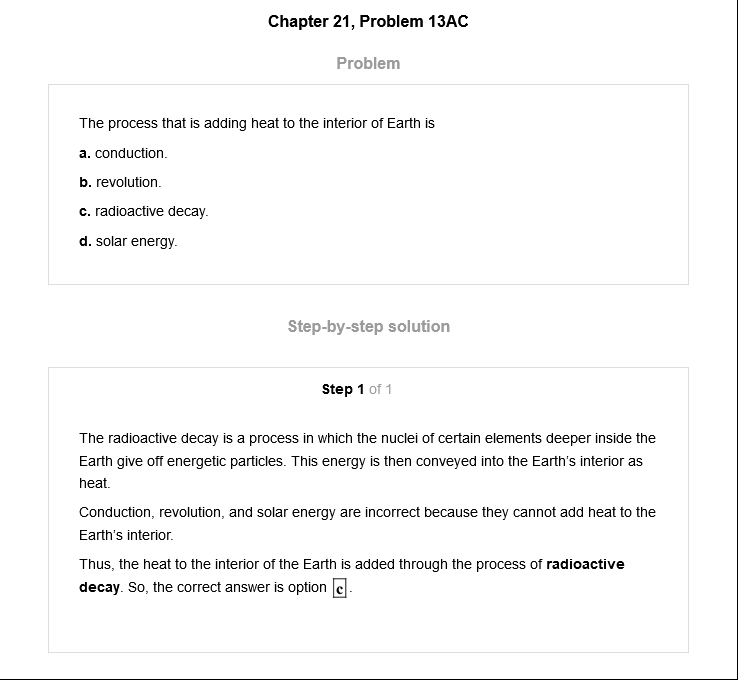 Chapter 21, Problem 13AC
Problem
The process that is adding heat to the interior of Earth is
a. conduction.
b. revolution.
c. radioactive decay.
d. solar energy.
Step-by-step solution
Step 1 of 1
The radioactive decay is a process in which the nuclei of certain elements deeper inside the
Earth give off energetic particles. This energy is then conveyed into the Earth's interior as
heat.
Conduction, revolution, and solar energy are incorrect because they cannot add heat to the
Earth's interior.
Thus, the heat to the interior of the Earth is added through the process of radioactive
decay. So, the correct answer is option c.